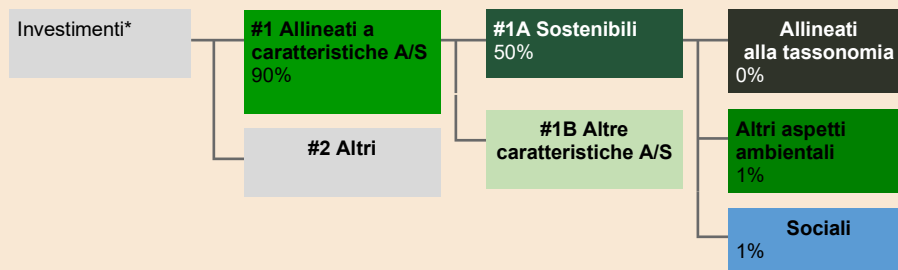 Investimenti*
#1 Allineati a
caratteristiche A/S
90%
#2 Altri
#1A Sostenibili
50%
#1B Altre
caratteristiche A/S
Allineati
alla tassonomia
0%
Altri aspetti
ambientali
1%
Sociali
1%